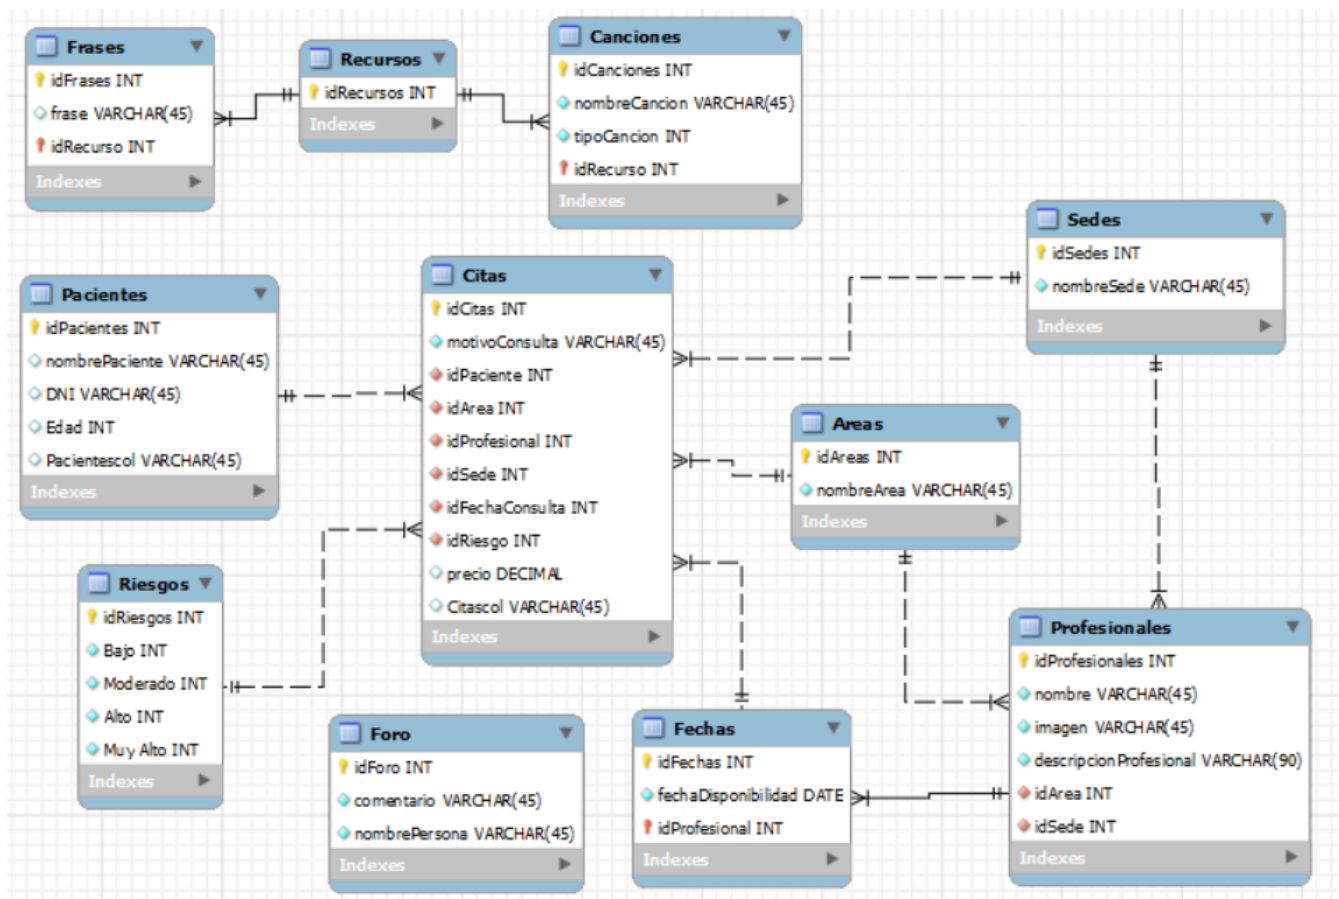 Frases
idFrases INT
frase VARCHAR(45)
idRecurso INT
Indexes
Recursos
idRecursos INT
Indexes
Canciones
idCanciones INT
nombreCancion VARCHAR(45)
tipoCancion INT
idRecurso INT
Indexes
Sedes
idSedes INT
nombreSede VARCHAR(45)
Indexes
Pacientes
idPacientes INT
nombrePaciente VARCHAR(45)
DNI VARCHAR(45)
Edad INT
Pacientescol VARCHAR(45)
Indexes
Citas
idCitas INT
motivoConsulta VARCHAR(45)
idPaciente INT
idArea INT
idProfesional INT
idSede INT
idFechaConsulta INT
idRiesgo INT
precio DECIMAL
Citascol VARCHAR(45)
Indexes
Areas
idAreas INT
nombreArea VARCHAR(45)
Indexes
Riesgos
idRiesgos INT
Bajo INT
Moderado INT
Alto INT
Muy Alto INT
Indexes
Foro
idForo INT
comentario VARCHAR(45)
nombrePersona VARCHAR(45)
Indexes
Fechas
idFechas INT
fechaDisponibilidad DATE
idProfesional INT
Indexes
Profesionales
idProfesionales INT
nombre VARCHAR(45)
imagen VARCHAR(45)
descripcionProfesional VARCHAR(90)
idArea INT
idSede INT
Indexes